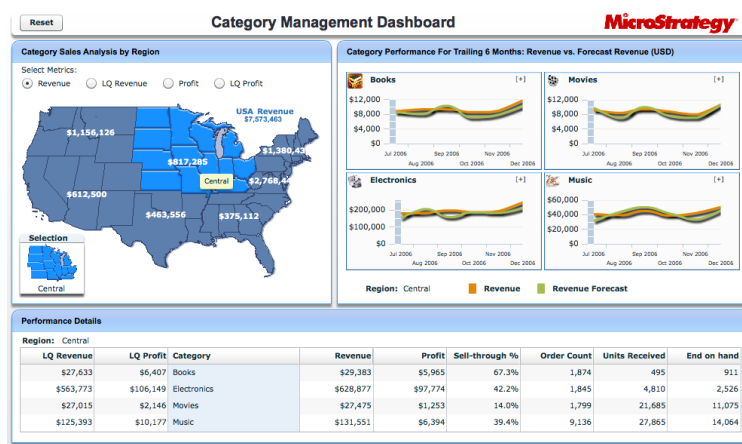 Reset
Category Management Dashboard
MicroStrategy
Category Sales Analysis by Region
Select Metrics:
Revenue LQ Revenue Profit LQ Profit
USA Revenue
$7,573,463
$1,156,126
$817,285
Central
$612,500
$463,556
$375,112
Selection
Central
Category Performance For Trailing 6 Months: Revenue vs. Forecast Revenue (USD)
Books [+]
$12,000
$8,000
$4,000
$0
Jul 2006 Sep 2006 Nov 2006
Aug 2006 Oct 2006 Dec 2006
Movies [+]
$12,000
$8,000
$4,000
$0
Jul 2006 Sep 2006 Nov 2006
Aug 2006 Oct 2006 Dec 2006
Electronics [+]
$200,000
$100,000
$0
Jul 2006 Sep 2006 Nov 2006
Aug 2006 Oct 2006 Dec 2006
Music [+]
$60,000
$40,000
$20,000
$0
Jul 2006 Sep 2006 Nov 2006
Aug 2006 Oct 2006 Dec 2006
Region: Central Revenue Revenue Forecast
Performance Details
Region: Central
LQ Revenue LQ Profit Category Revenue Profit Sell-through % Order Count Units Received End on hand
$27,633 $6,407 Books $29,383 $5,965 67.3% 1,874 495 911
$563,773 $106,149 Electronics $628,877 $97,774 42.2% 1,845 4,810 2,526
$27,015 $2,146 Movies $27,475 $1,253 14.0% 1,799 21,685 11,075
$125,393 $10,177 Music $131,551 $6,394 39.4% 9,136 27,865 14,064